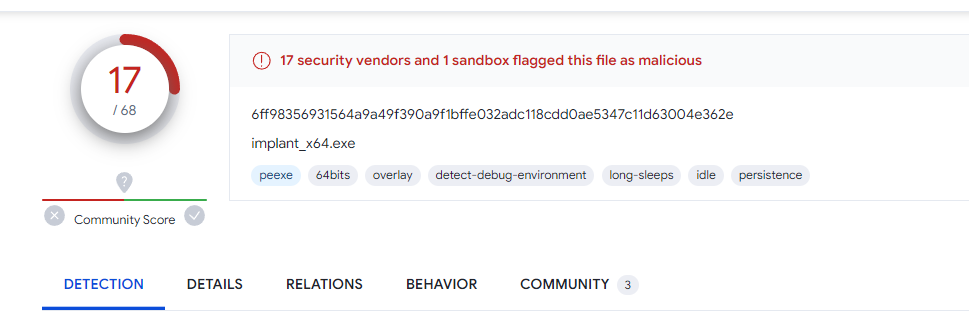 17
/ 68
?
Community Score
17 security vendors and 1 sandbox flagged this file as malicious
6ff98356931564a9a49f390a9f1bffe032adc118cdd0ae5347c11d63004e362e
implant_x64.exe
peexe 64bits overlay detect-debug-environment long-sleeps idle persistence
DETECTION DETAILS RELATIONS BEHAVIOR COMMUNITY 3